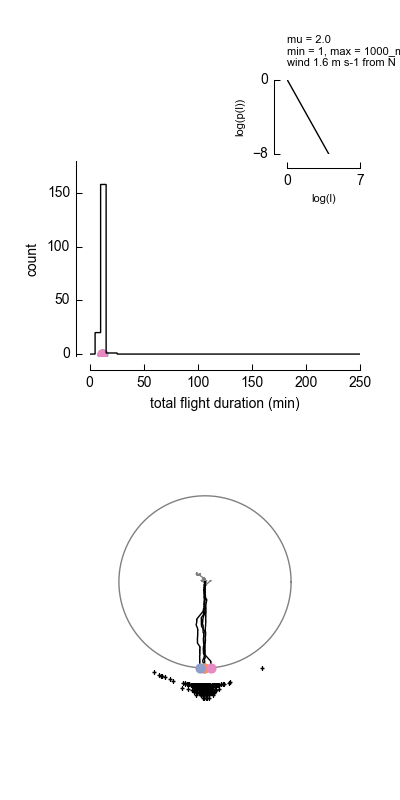 mu = 2.0
min = 1, max = 1000_
wind 1.6 m s-1 from N
0
log(p(l))
−8
0 7
log(l)
150
count
100
50
0
0 50 100 150 200 250
total flight duration (min)